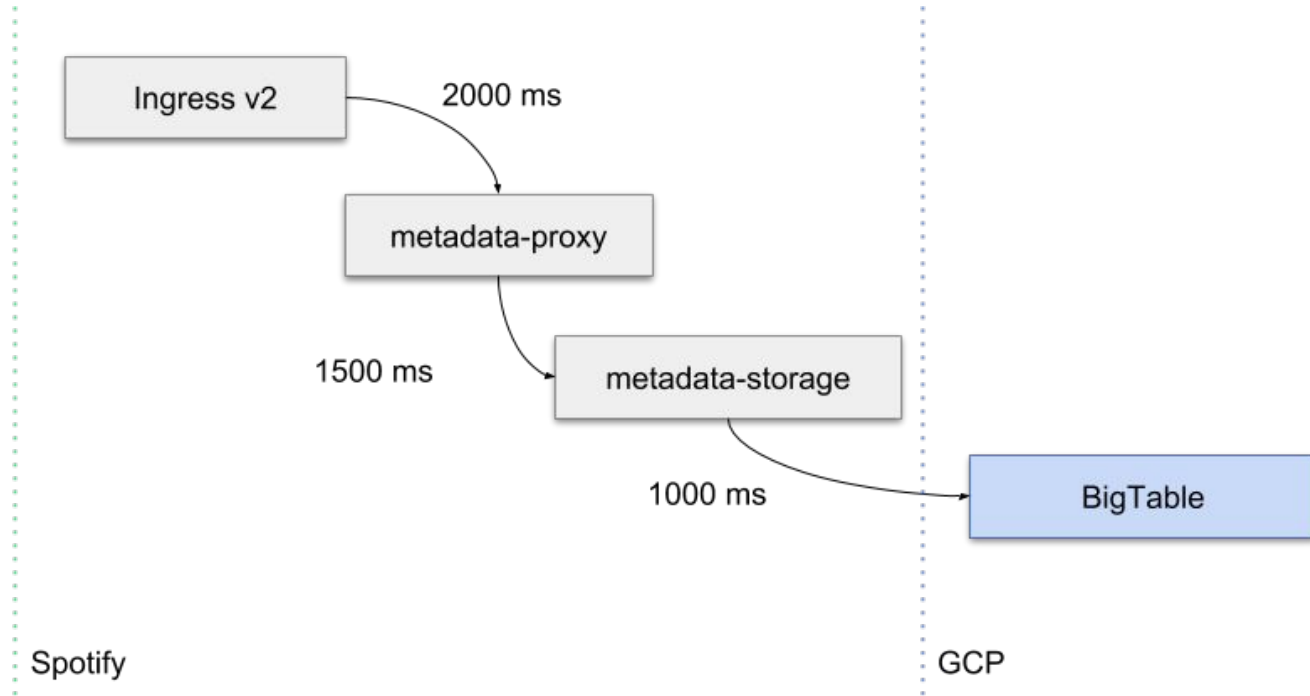 Ingress v2
2000 ms
metadata-proxy
1500 ms
metadata-storage
1000 ms
BigTable
Spotify
GCP